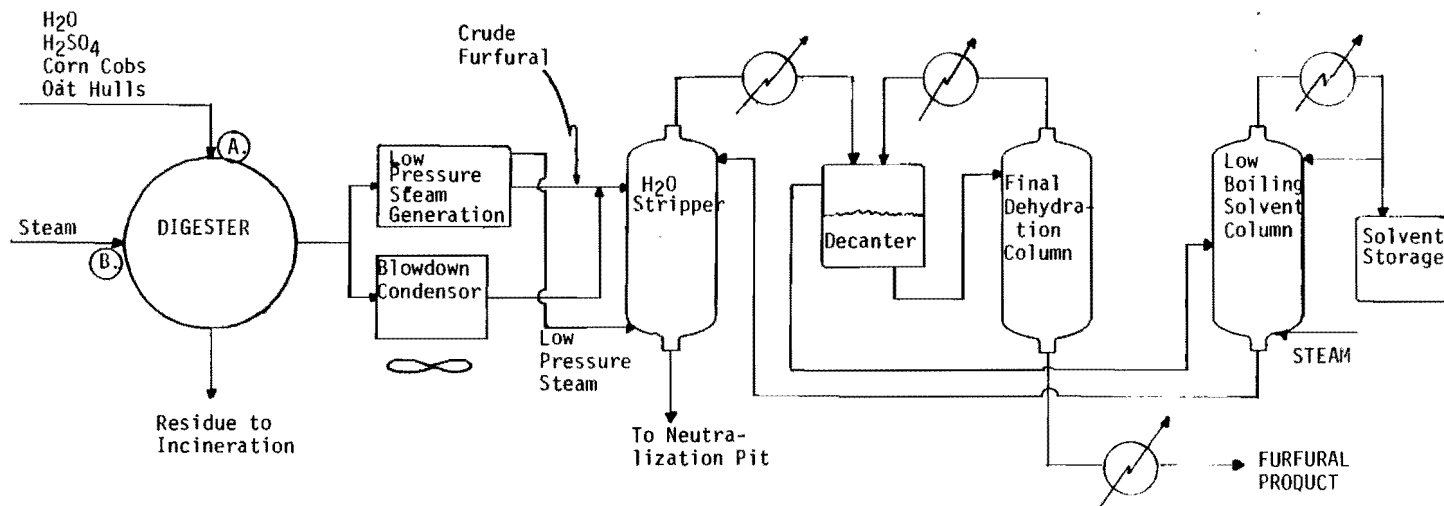 H2O
H2SO4
Corn Cobs
Oat Hulls
A.
Steam
B.
DIGESTER
Residue to
Incineration
Low
Pressure
Steam
Generation
Blowdown
Condensor
Crude
Furfural
Low
Pressure
Steam
H2O
Stripper
To Neutra-
lization Pit
Decanter
Final
Dehydra-
tion
Column
FURFURAL
PRODUCT
Low
Boiling
Solvent
Column
STEAM
Solvent
Storage